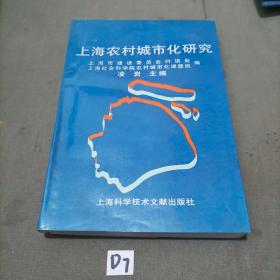 上海农村城市化研究
上海市建设委员会村镇处
上海社会科学院农村城市化课题组
编
凌岩 主编
上海科学技术文献出版社
D7